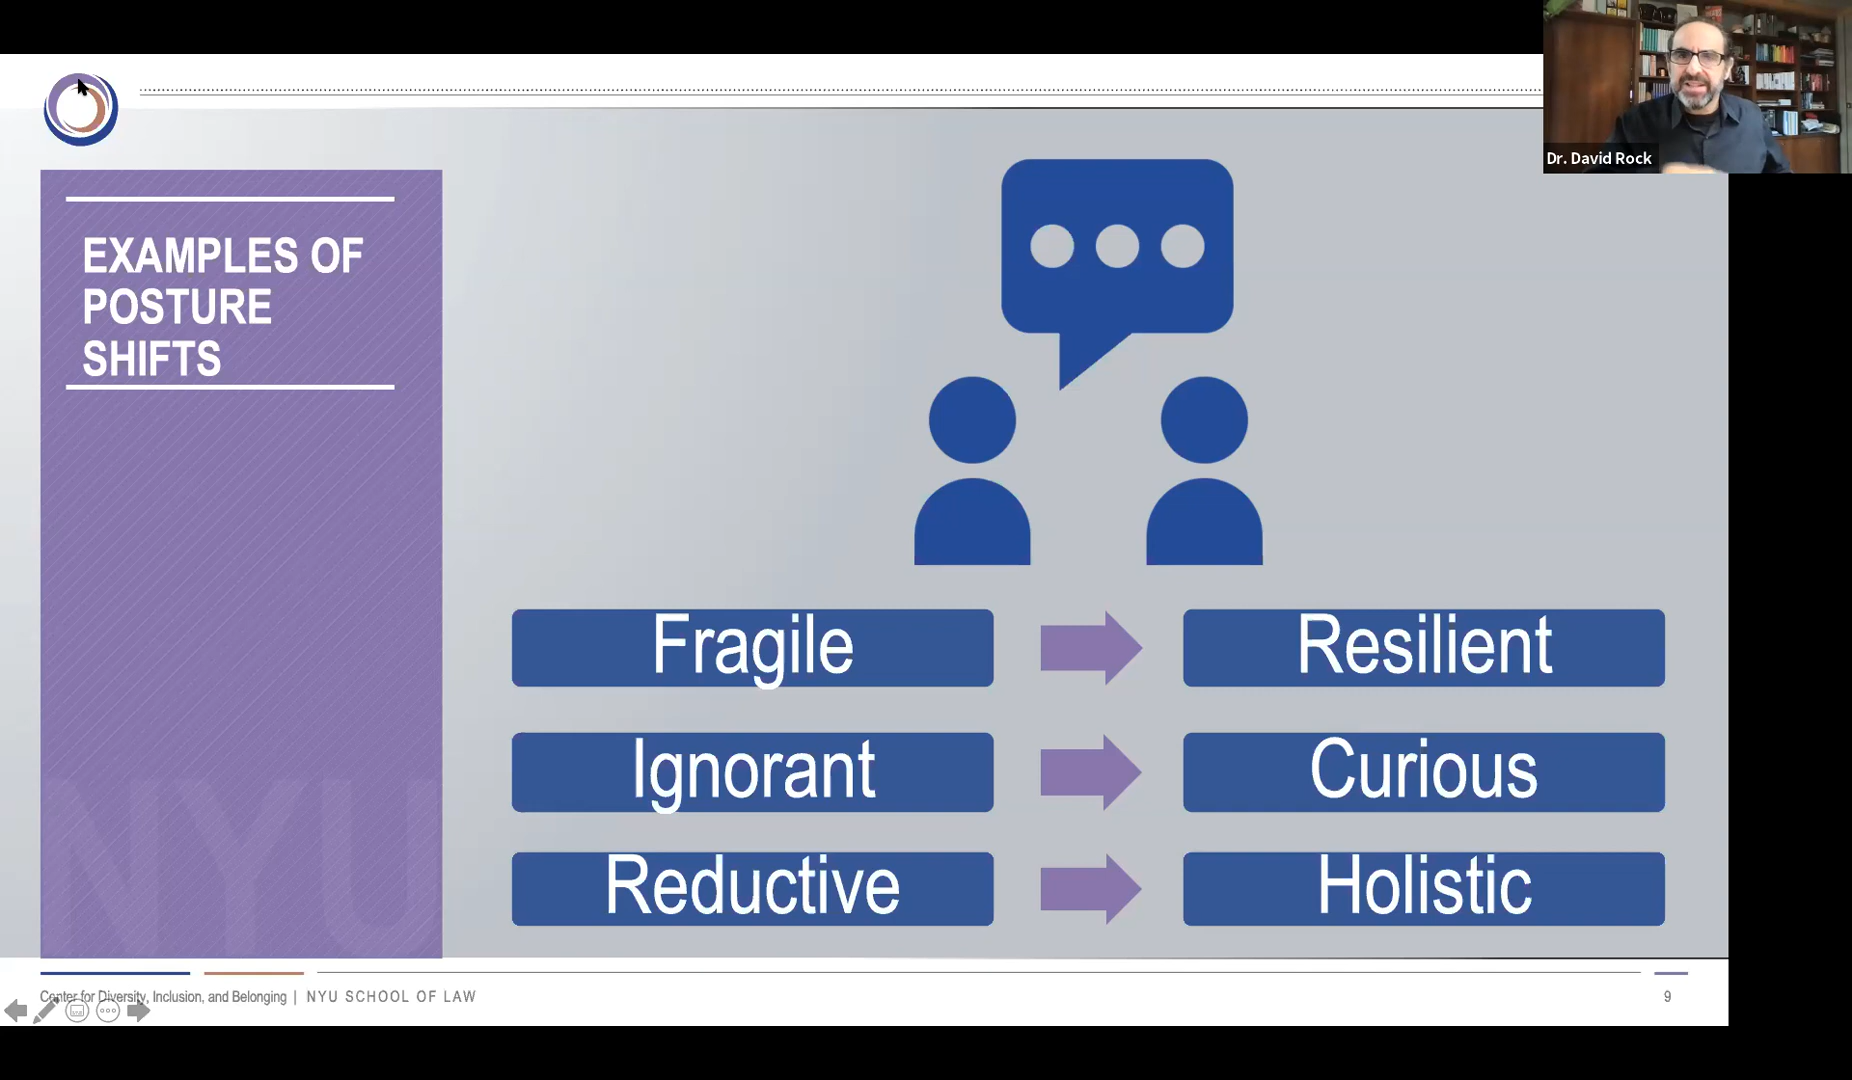 Dr. David Rock
EXAMPLES OF
POSTURE
SHIFTS
Fragile
Resilient
Ignorant
Curious
Reductive
Holistic
NYU
Center for Diversity, Inclusion, and Belonging | NYU SCHOOL OF LAW
9